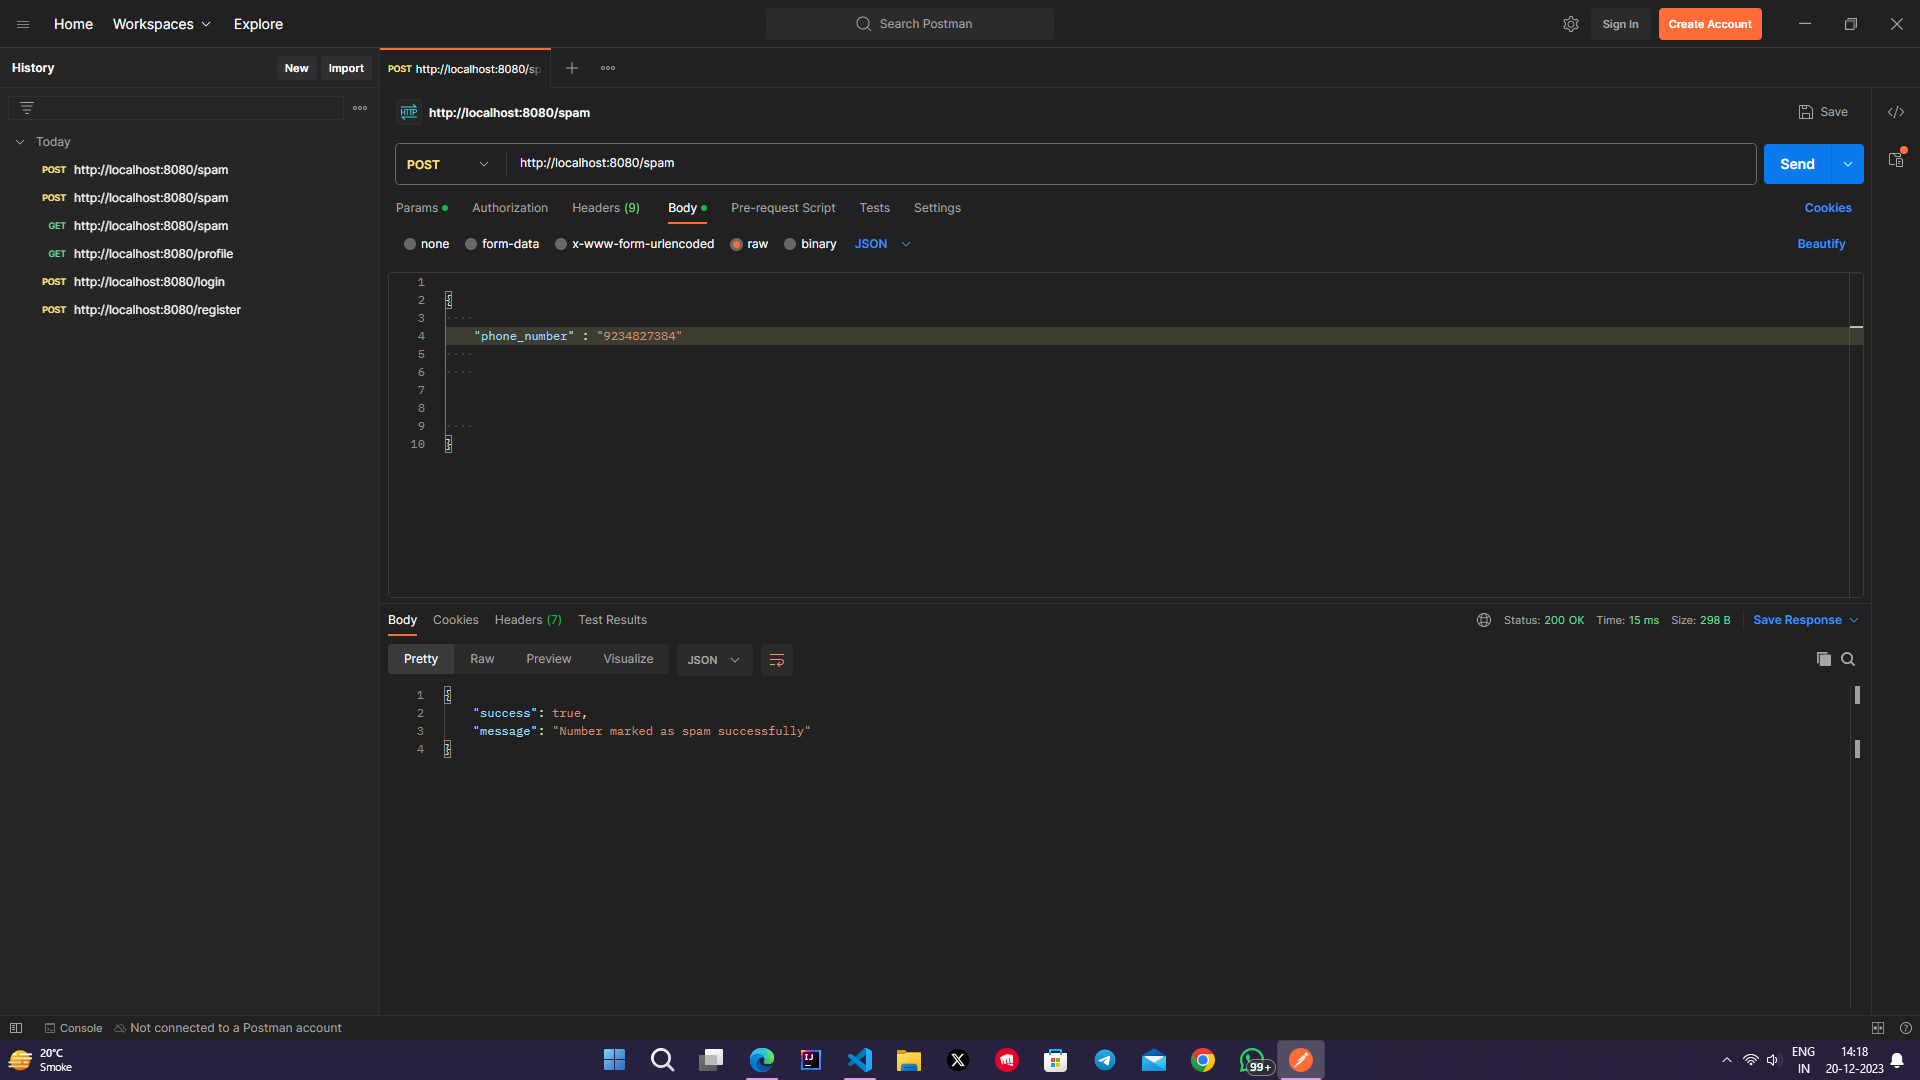 Home Workspaces Explore Search Postman Sign In Create Account
History New Import
POST http://localhost:8080/sp
HTTP http://localhost:8080/spam Save
Today
POST http://localhost:8080/spam
POST http://localhost:8080/spam
GET http://localhost:8080/spam
GET http://localhost:8080/profile
POST http://localhost:8080/login
POST http://localhost:8080/register
POST http://localhost:8080/spam Send
Params Authorization Headers (9) Body Pre-request Script Tests Settings Cookies
none form-data x-www-form-urlencoded raw binary JSON Beautify
1
2 {
3
4 "phone_number" : "9234827384"
5
6
7
8
9
10 }
Body Cookies Headers (7) Test Results Status: 200 OK Time: 15 ms Size: 298 B Save Response
Pretty Raw Preview Visualize JSON
1 {
2 "success": true,
3 "message": "Number marked as spam successfully"
4 }
Console Not connected to a Postman account
20°C
Smoke
IJ
99+
ENG
IN
14:18
20-12-2023